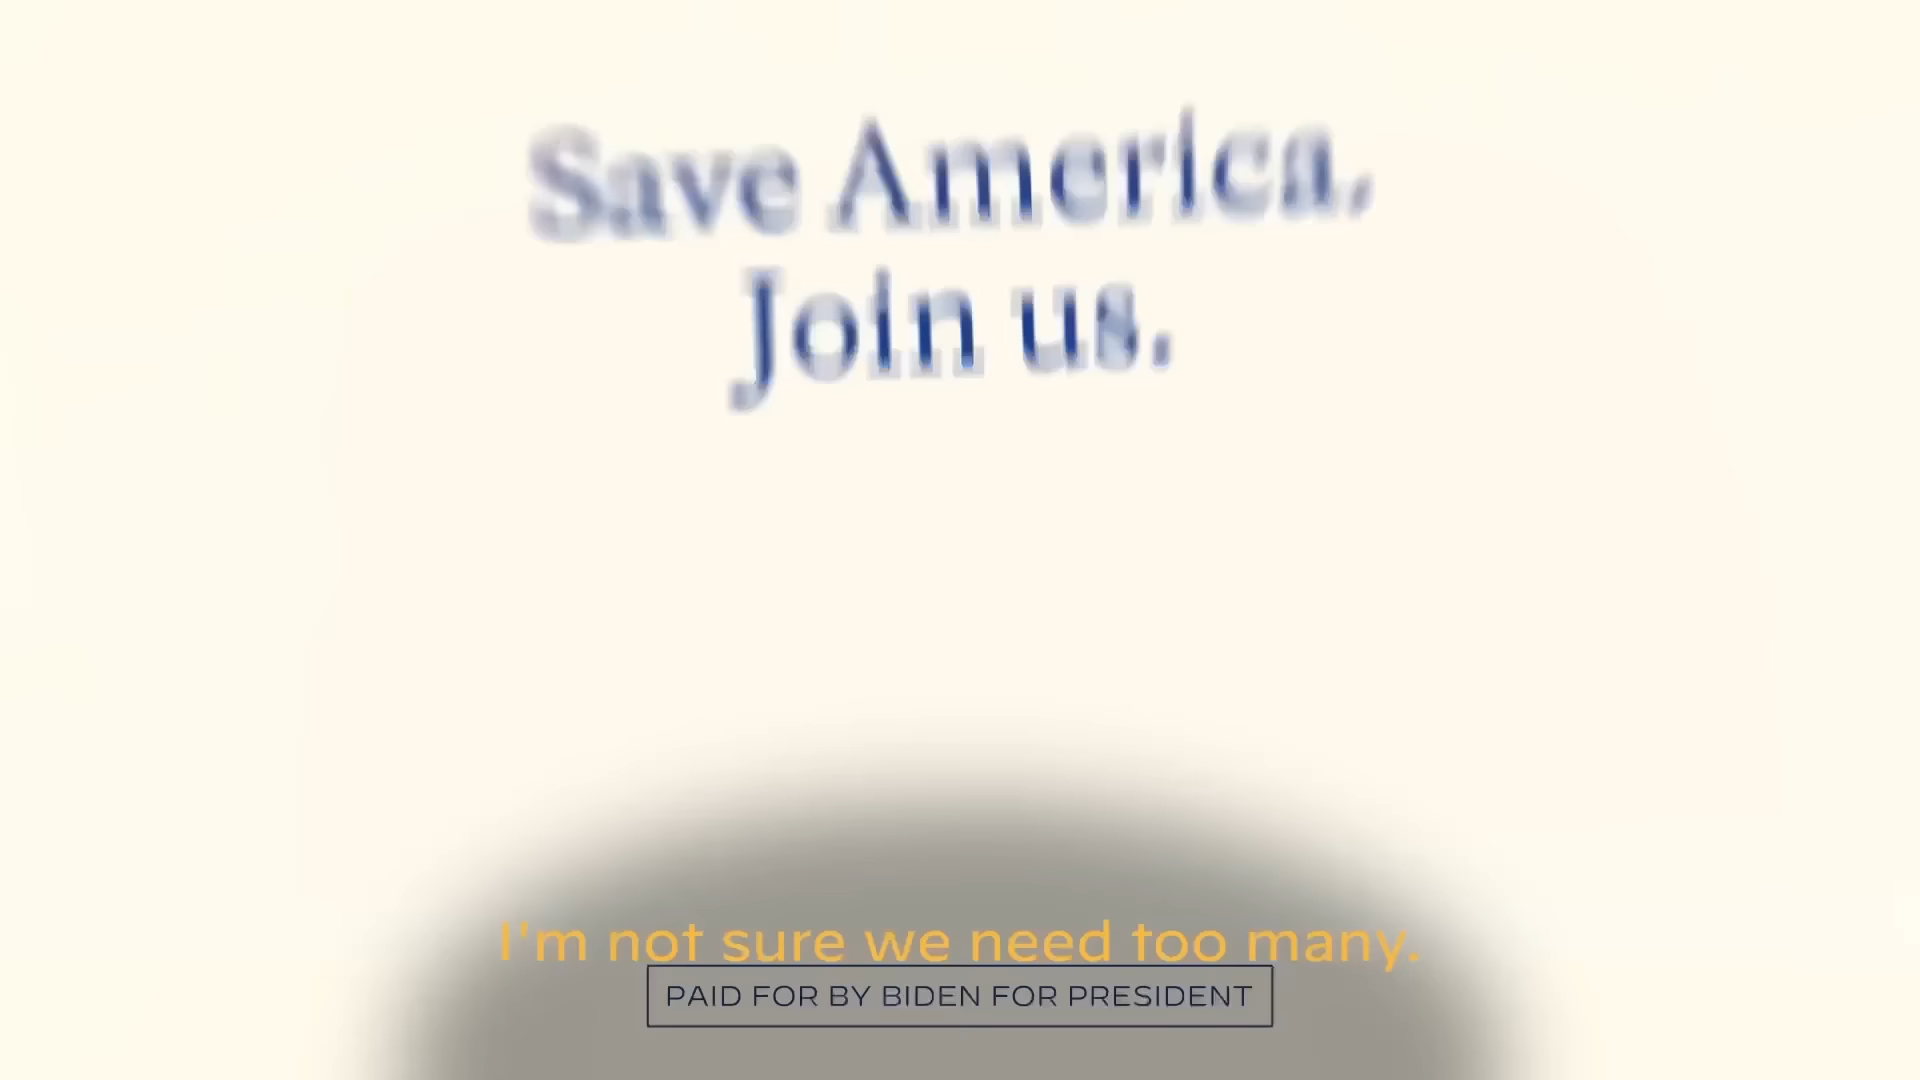 Save America.
Join us.
I'm not sure we need too many.
PAID FOR BY BIDEN FOR PRESIDENT